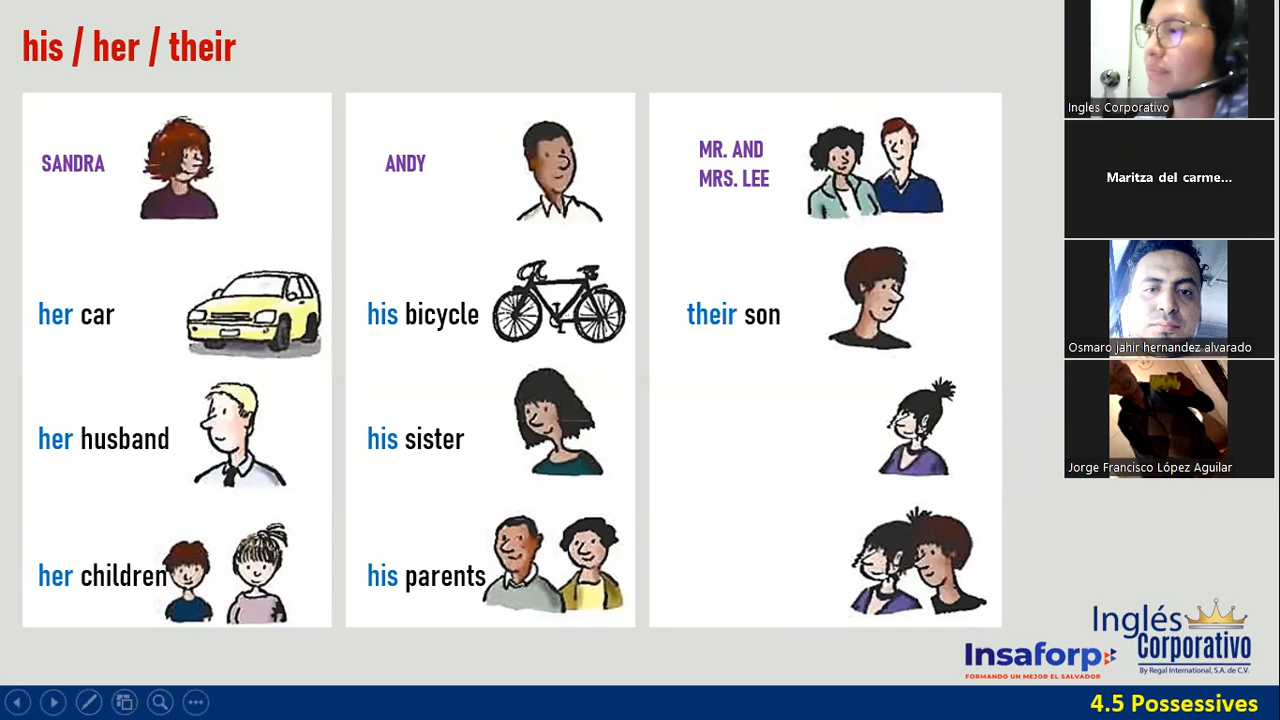 his / her / their
SANDRA
her car
her husband
her children
ANDY
his bicycle
his sister
his parents
MR. AND
MRS. LEE
their son
Ingles Corporativo
Maritza del carme...
Osmaro jahir hernandez alvarado
Jorge Francisco López Aguilar
Insaforp
FORMANDO UN MEJOR EL SALVADOR
Inglés
Corporativo
By Regal International, S.A. de C.V.
4.5 Possessives